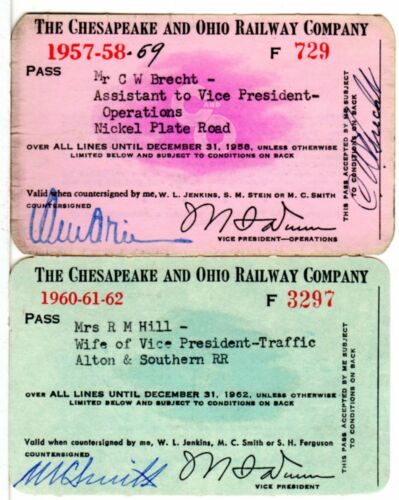 THE CHESAPEAKE AND OHIO RAILWAY COMPANY
1957-58-59
F 729
PASS
Mr C W Brecht -
Assistant to Vice President-
Operations
Nickel Plate Road
OVER ALL LINES UNTIL DECEMBER 31, 1958, UNLESS OTHERWISE
LIMITED BELOW AND SUBJECT TO CONDITIONS ON BACK
Valid when countersigned by me, W. L. JENKINS, S. M. STEIN OR M. C. SMITH
COUNTERSIGNED
VICE PRESIDENT—OPERATIONS
THIS PASS ACCEPTED BY ME SUBJECT
TO CONDITIONS ON BACK
THE CHESAPEAKE AND OHIO RAILWAY COMPANY
1960-61-62
F 3297
PASS
Mrs R M Hill -
Wife of Vice President-Traffic
Alton & Southern RR
OVER ALL LINES UNTIL DECEMBER 31, 1962, UNLESS OTHERWISE
LIMITED BELOW AND SUBJECT TO CONDITIONS ON BACK
Valid when countersigned by me, W. L. Jenkins, M. C. Smith or S. H. Ferguson
COUNTERSIGNED
M C Smith
VICE PRESIDENT
THIS PASS ACCEPTED BY ME SUBJECT
TO CONDITIONS ON BACK